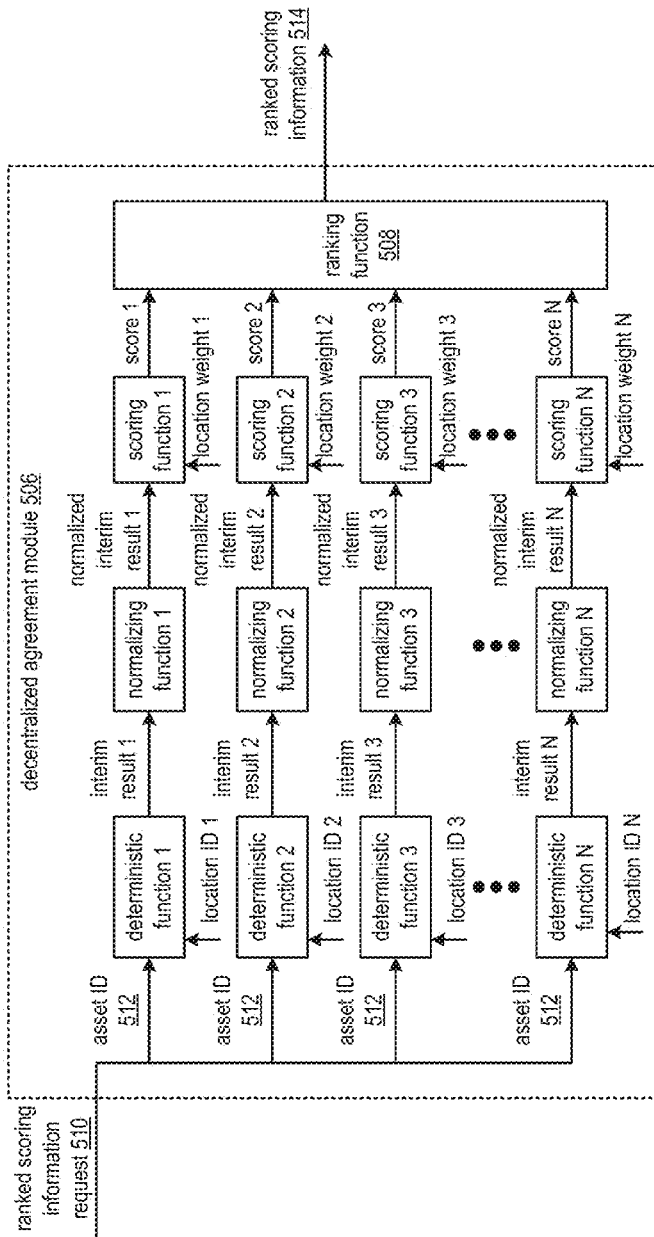 decentralized agreement module 506
ranked scoring
information
request 510
asset ID
512
deterministic
function 1
location ID 1
interim
result 1
normalizing
function 1
normalized
interim
result 1
scoring
function 1
location weight 1
score 1
asset ID
512
deterministic
function 2
location ID 2
interim
result 2
normalizing
function 2
normalized
interim
result 2
scoring
function 2
location weight 2
score 2
asset ID
512
deterministic
function 3
location ID 3
interim
result 3
normalizing
function 3
normalized
interim
result 3
scoring
function 3
location weight 3
score 3
asset ID
512
deterministic
function N
location ID N
interim
result N
normalizing
function N
normalized
interim
result N
scoring
function N
location weight N
score N
ranking
function
508
ranked scoring
information 514